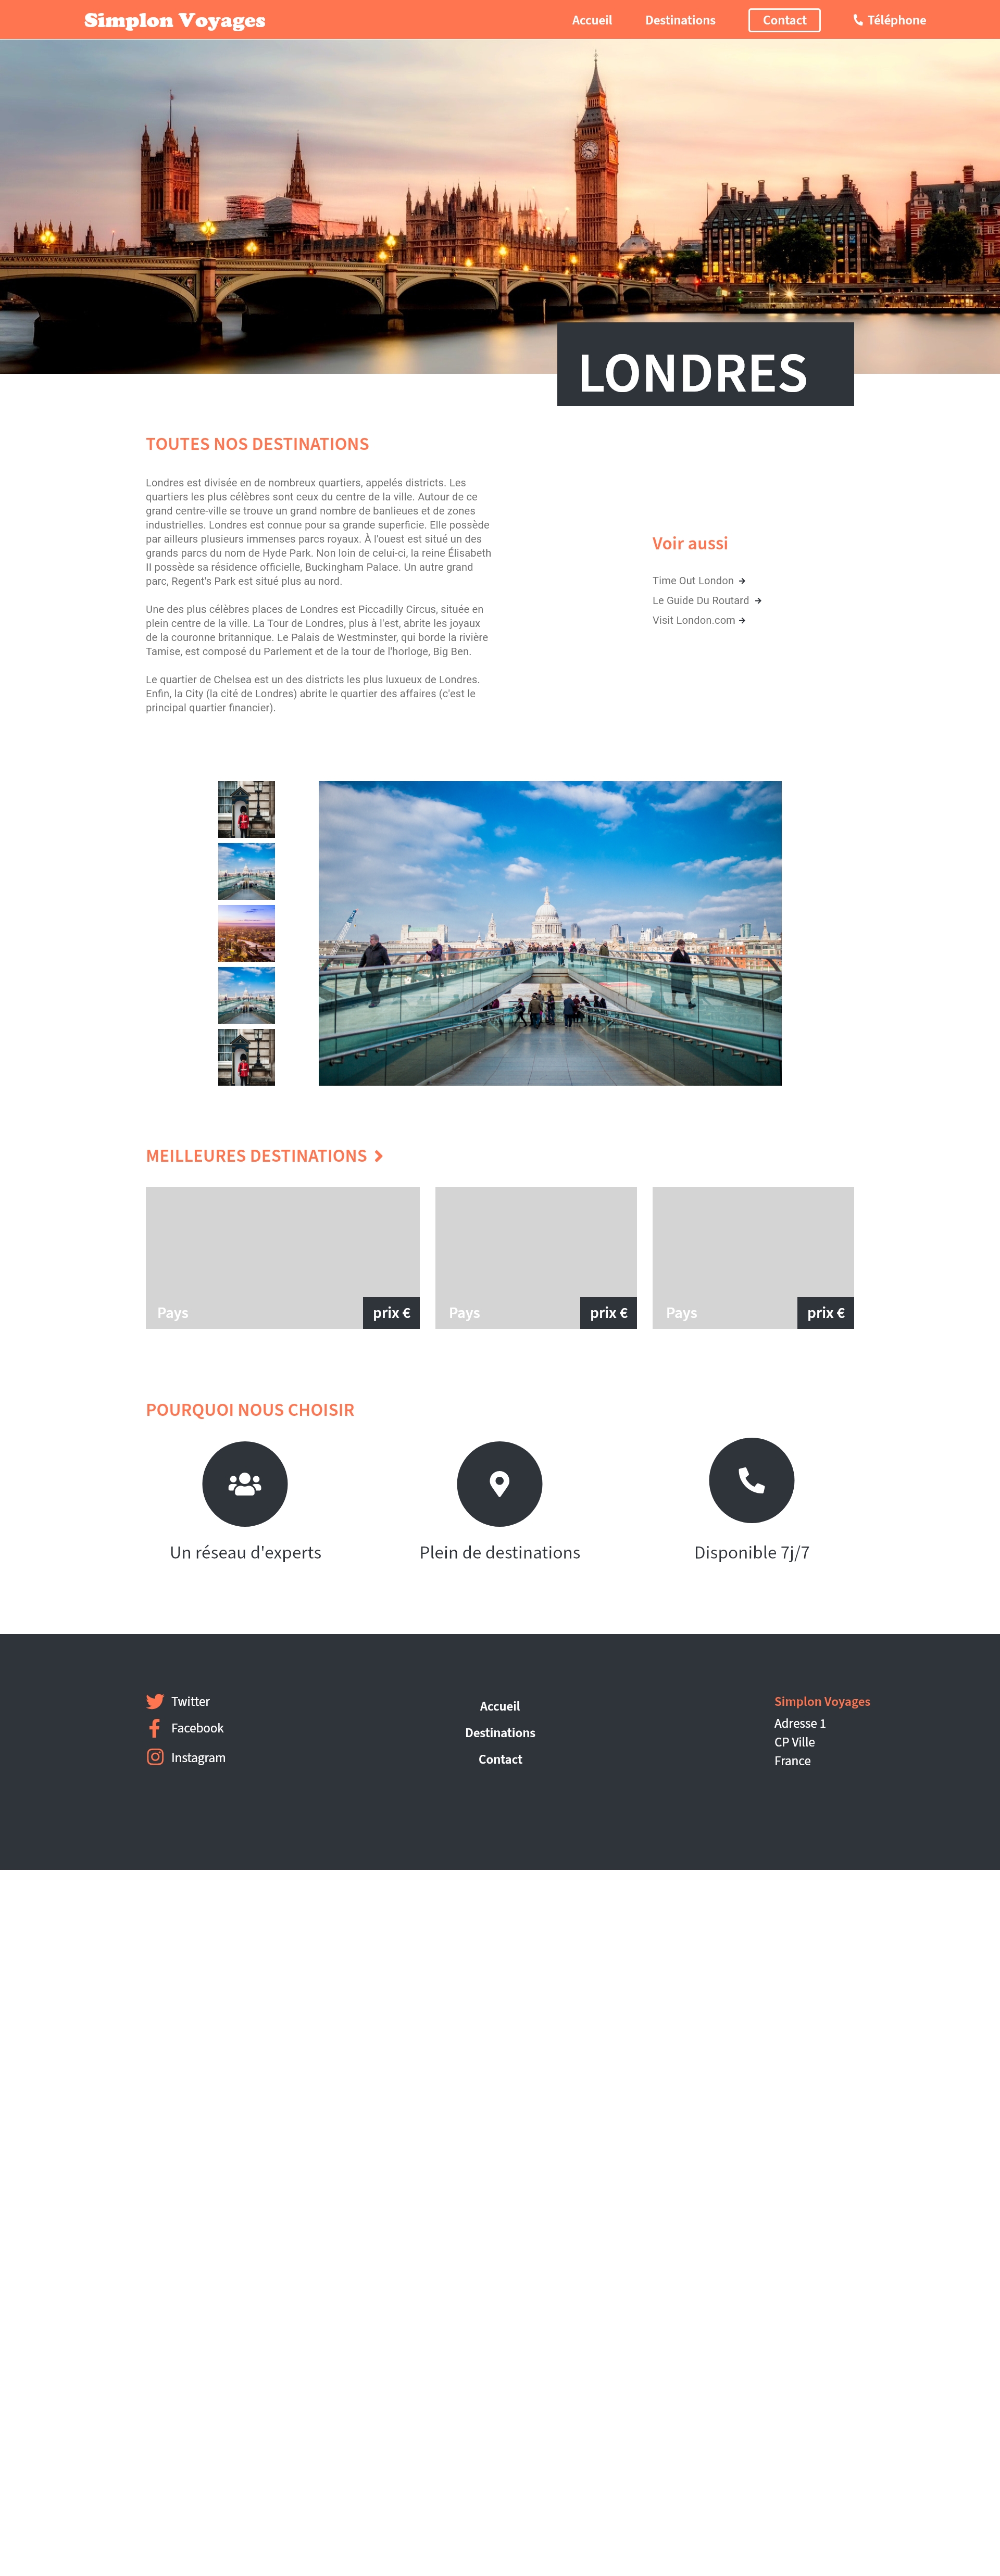 Simplon Voyages
Accueil
Destinations
Contact
Téléphone
LONDRES
TOUTES NOS DESTINATIONS
Londres est divisée en de nombreux quartiers, appelés districts. Les
quartiers les plus célèbres sont ceux du centre de la ville. Autour de ce
grand centre-ville se trouve un grand nombre de banlieues et de zones
industrielles. Londres est connue pour sa grande superficie. Elle possède
par ailleurs plusieurs immenses parcs royaux. À l'ouest est situé un des
grands parcs du nom de Hyde Park. Non loin de celui-ci, la reine Élisabeth
II possède sa résidence officielle, Buckingham Palace. Un autre grand
parc, Regent's Park est situé plus au nord.
Une des plus célèbres places de Londres est Piccadilly Circus, située en
plein centre de la ville. La Tour de Londres, plus à l'est, abrite les joyaux
de la couronne britannique. Le Palais de Westminster, qui borde la rivière
Tamise, est composé du Parlement et de la tour de l'horloge, Big Ben.
Le quartier de Chelsea est un des districts les plus luxueux de Londres.
Enfin, la City (la cité de Londres) abrite le quartier des affaires (c'est le
principal quartier financier).
Voir aussi
Time Out London
Le Guide Du Routard
Visit London.com
MEILLEURES DESTINATIONS
Pays
prix €
Pays
prix €
Pays
prix €
POURQUOI NOUS CHOISIR
Un réseau d'experts
Plein de destinations
Disponible 7j/7
Twitter
Facebook
Instagram
Accueil
Destinations
Contact
Simplon Voyages
Adresse 1
CP Ville
France